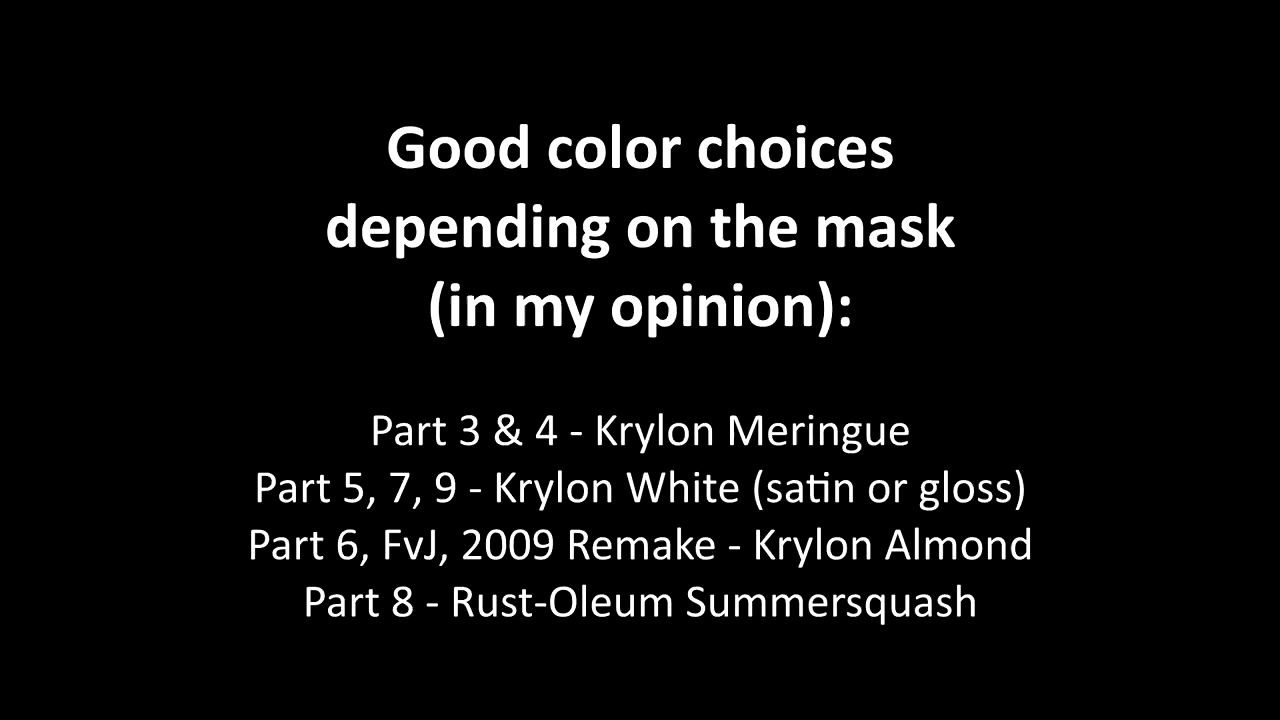 Good color choices
depending on the mask
(in my opinion):
Part 3 & 4 - Krylon Meringue
Part 5, 7, 9 - Krylon White (satin or gloss)
Part 6, FvJ, 2009 Remake - Krylon Almond
Part 8 - Rust-Oleum Summersquash